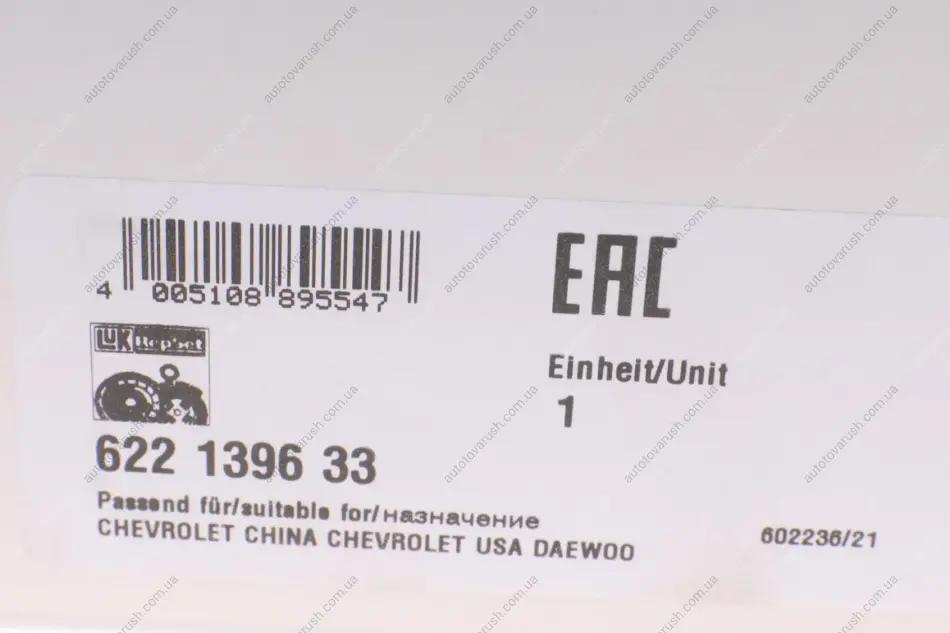 4 005108 895547
EAC
LUK RepSet
Einheit/Unit
1
622 1396 33
Passend für/suitable for/назначение
CHEVROLET CHINA CHEVROLET USA DAEWOO
602236/21
autotovarush.com.ua